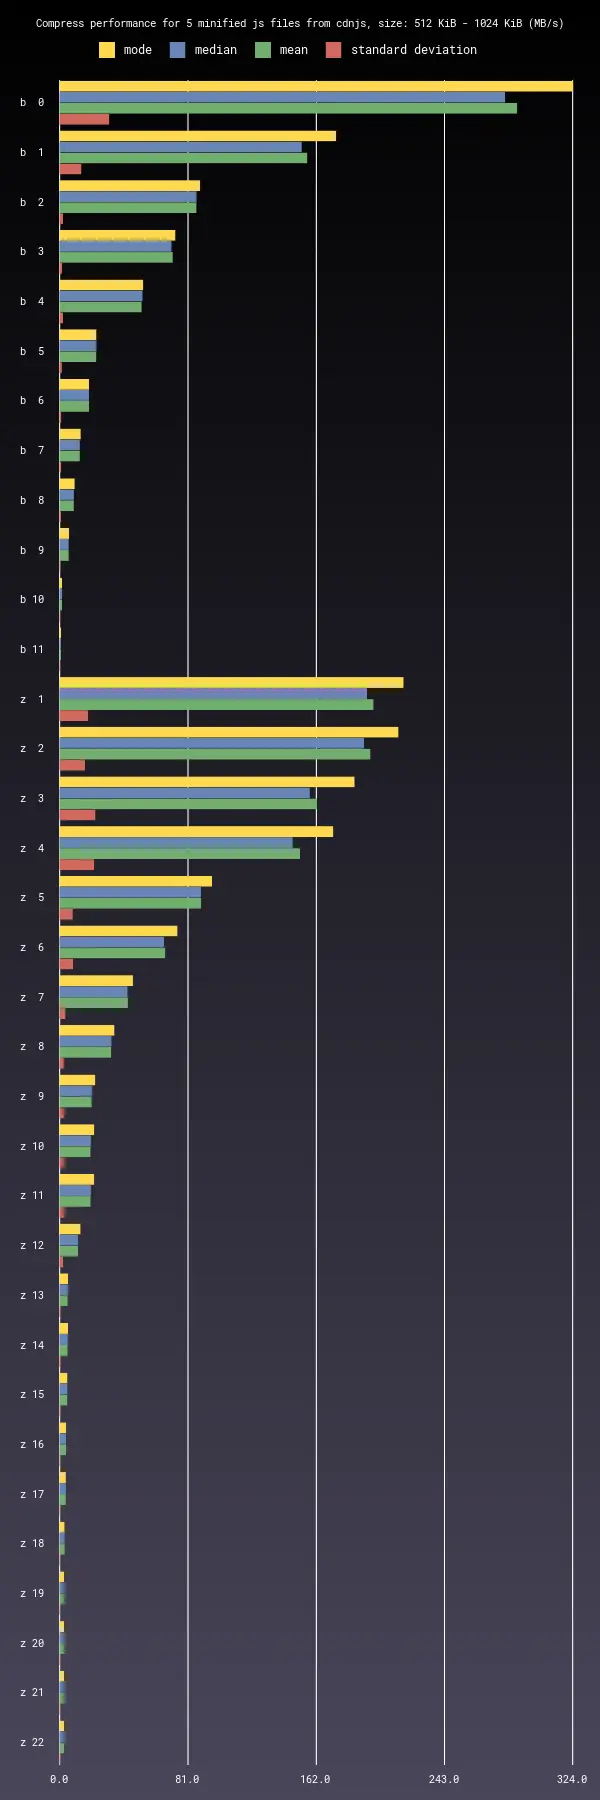 Compress performance for 5 minified js files from cdnjs, size: 512 KiB - 1024 KiB (MB/s)
mode median mean standard deviation
b 0
b 1
b 2
b 3
b 4
b 5
b 6
b 7
b 8
b 9
b 10
b 11
z 1
z 2
z 3
z 4
z 5
z 6
z 7
z 8
z 9
z 10
z 11
z 12
z 13
z 14
z 15
z 16
z 17
z 18
z 19
z 20
z 21
z 22
0.0 81.0 162.0 243.0 324.0